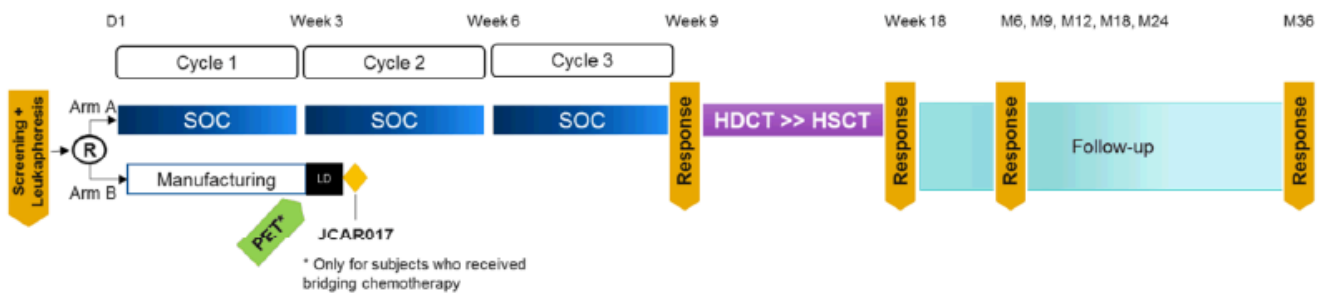 D1 Week 3 Week 6 Week 9 Week 18 M6, M9, M12, M18, M24 M36
Cycle 1 Cycle 2 Cycle 3
Screening +
Leukapheresis
Arm A
R
Arm B
SOC SOC SOC
Response
HDCT >> HSCT
Response
Response
Follow-up
Response
Manufacturing LD
PET*
JCAR017
* Only for subjects who received
bridging chemotherapy